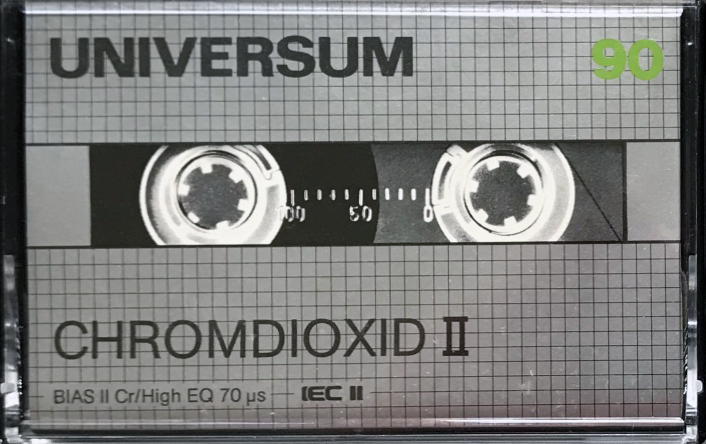 UNIVERSUM 90
100 50 0
CHROMDIOXID II
BIAS II Cr/High EQ 70 µs — IEC II